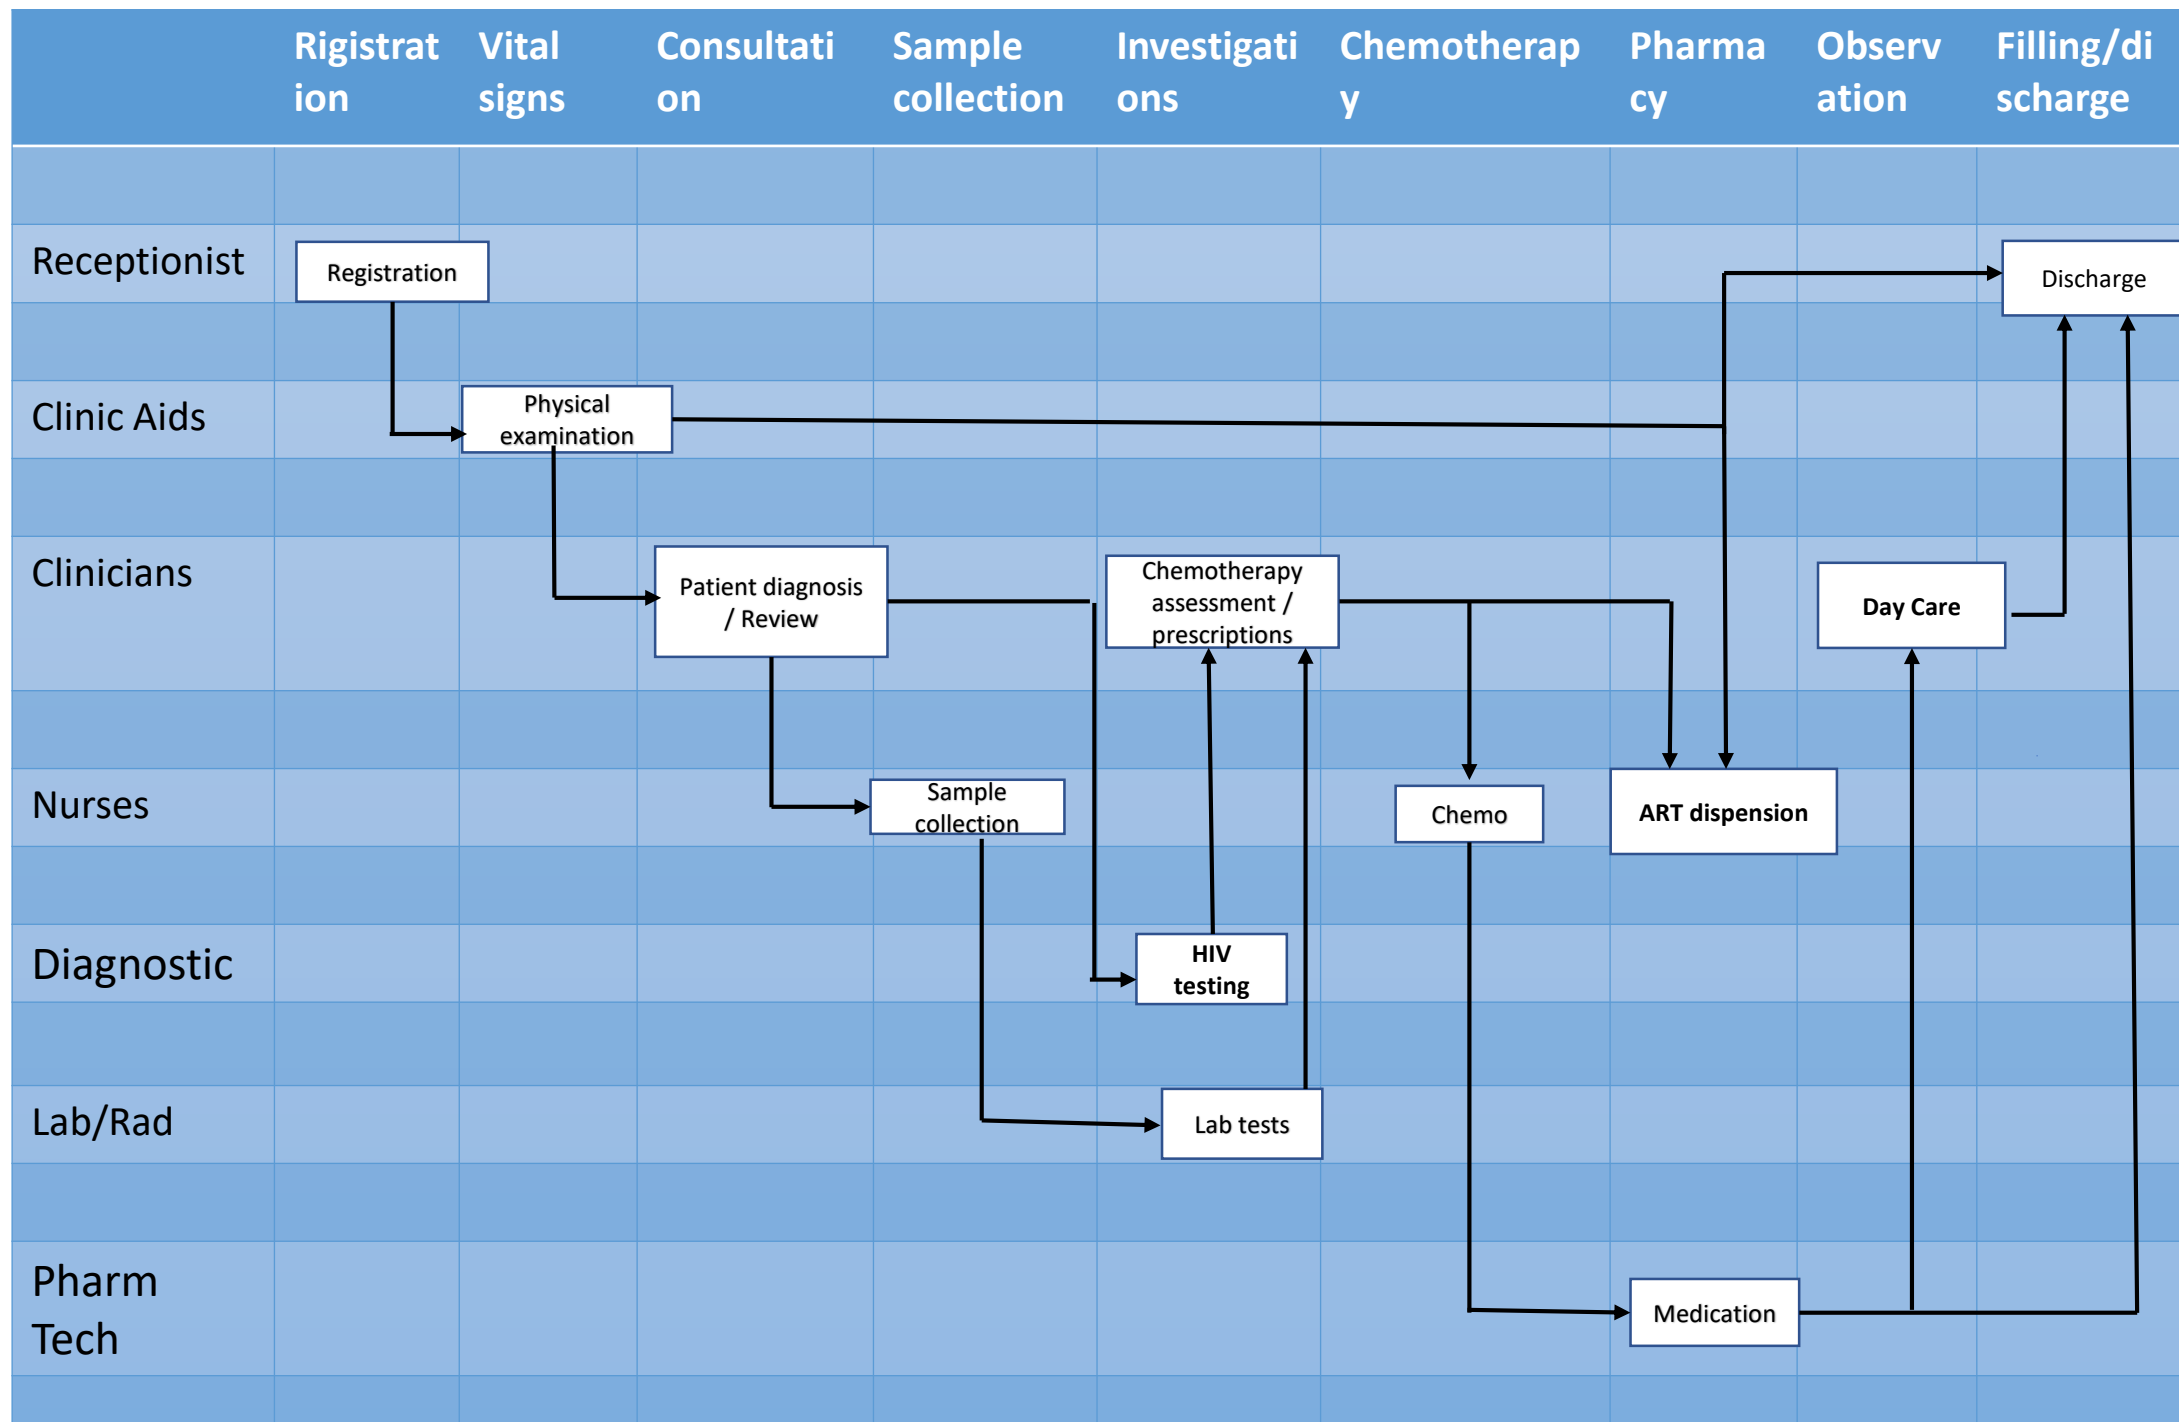 Rigistrat
ion
Vital
signs
Consultati
on
Sample
collection
Investigati
ons
Chemotherap
y
Pharma
cy
Observ
ation
Filling/di
scharge
Receptionist
Registration
Discharge
Clinic Aids
Physical
examination
Clinicians
Patient diagnosis
/ Review
Chemotherapy
assessment /
prescriptions
Day Care
Nurses
Sample
collection
Chemo
ART dispension
Diagnostic
HIV
testing
Lab/Rad
Lab tests
Pharm
Tech
Medication